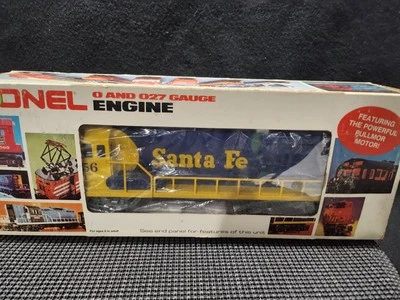 ONEL
O AND O27 GAUGE
ENGINE
FEATURING
THE POWERFUL
BULLMOR
MOTOR!
Santa Fe
66
See end panel for features of this unit.